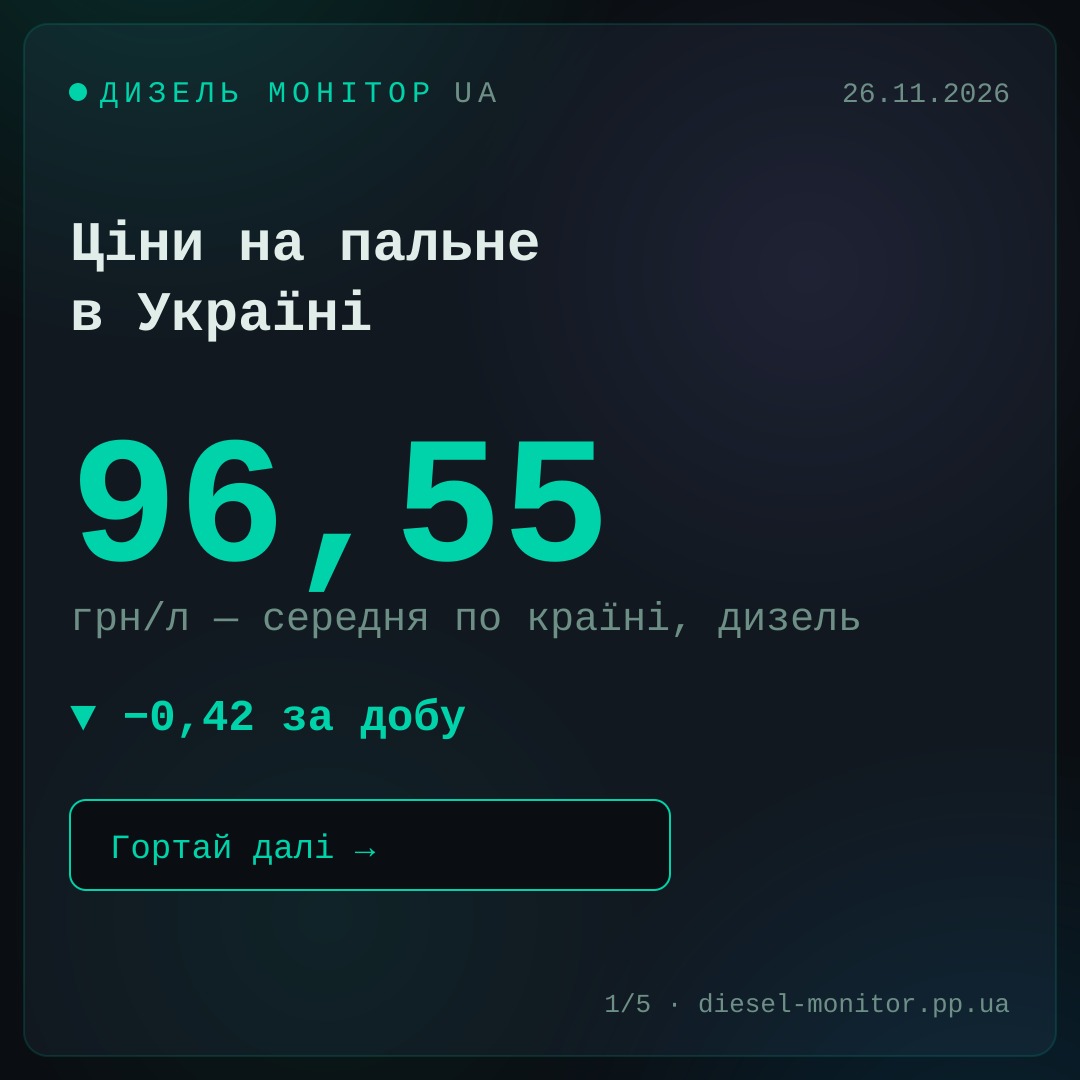 ДИЗЕЛЬ МОНІТОР UA
26.11.2026
Ціни на пальне
в Україні
96,55
грн/л — середня по країні, дизель
▼ −0,42 за добу
Гортай далі →
1/5 · diesel-monitor.pp.ua